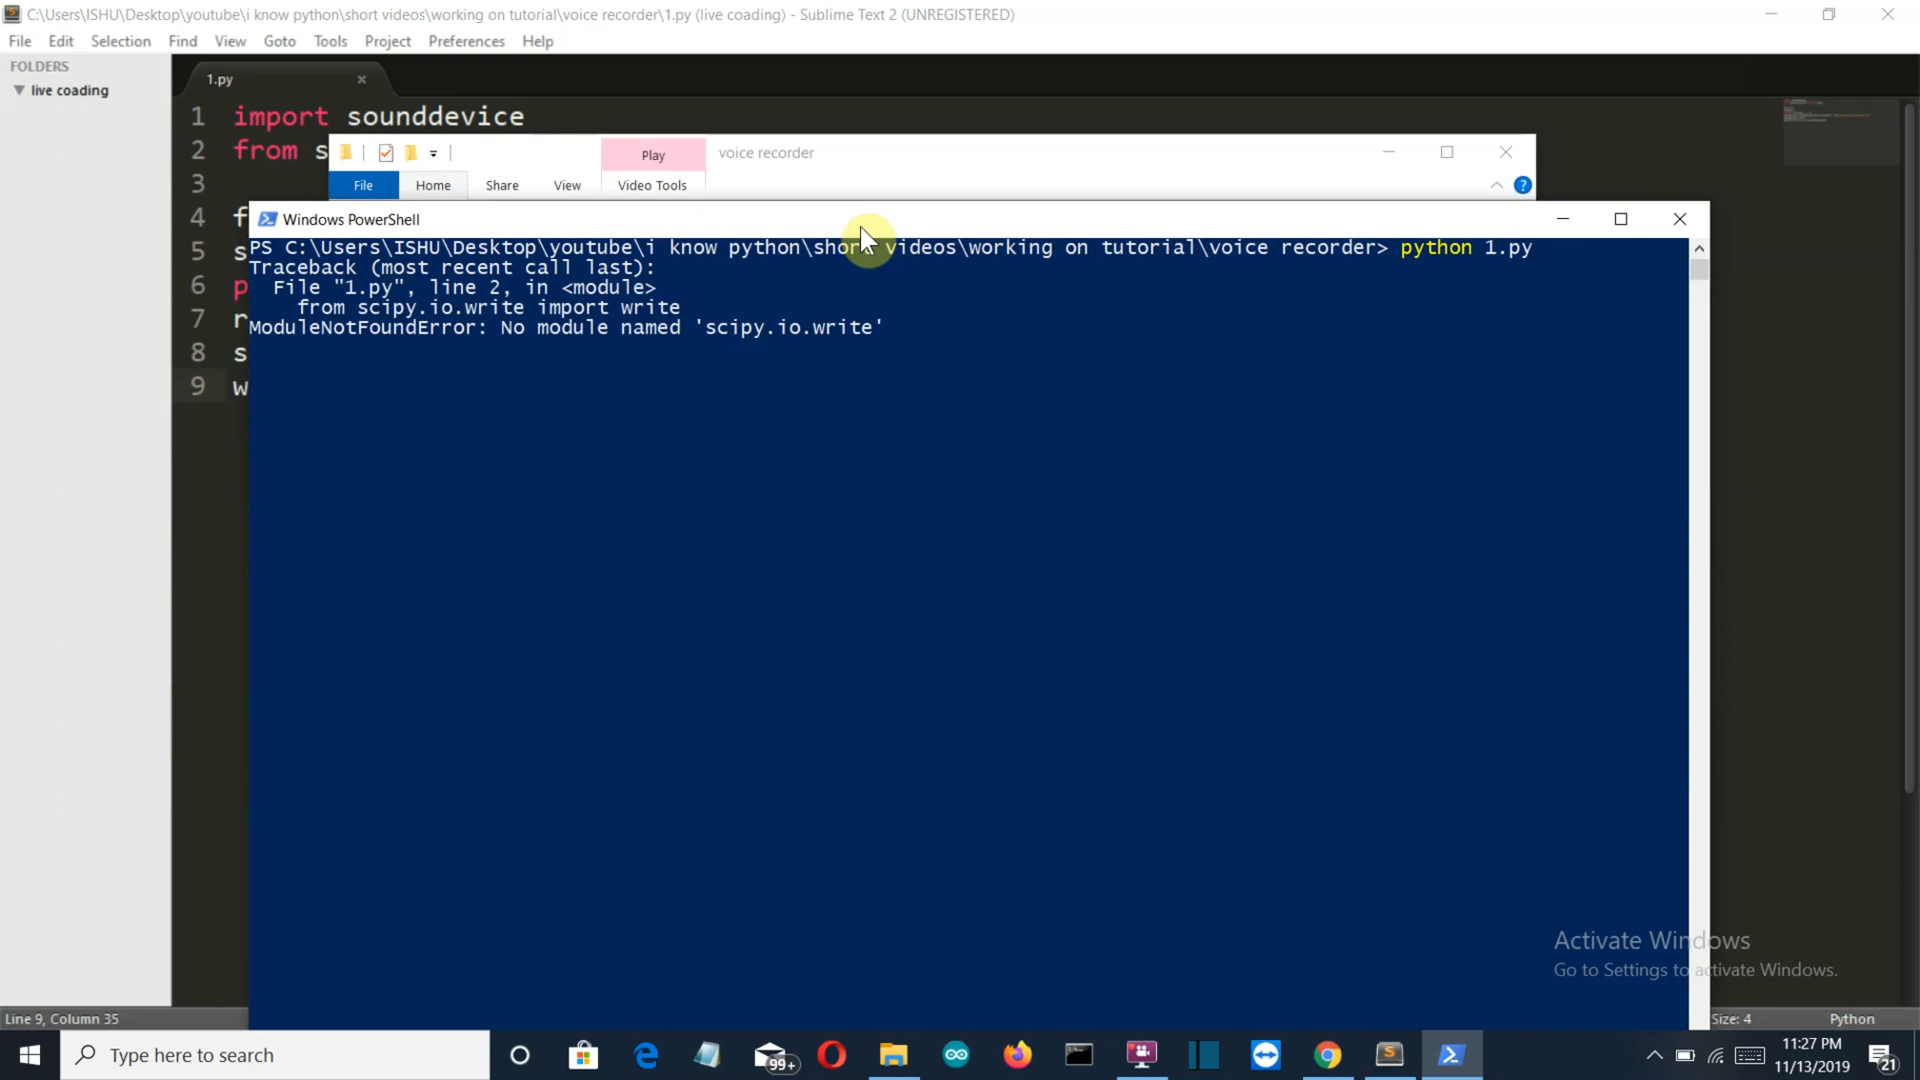 C:\Users\ISHU\Desktop\youtube\i know python\short videos\working on tutorial\voice recorder\1.py (live coading) - Sublime Text 2 (UNREGISTERED)
File Edit Selection Find View Goto Tools Project Preferences Help
FOLDERS
live coading
1.py
1 import sounddevice
2 from s
3
4 f
5 s
6 p
7 r
8 s
9 w
Play
voice recorder
File Home Share View Video Tools
Windows PowerShell
PS C:\Users\ISHU\Desktop\youtube\i know python\short videos\working on tutorial\voice recorder> python 1.py
Traceback (most recent call last):
File "1.py", line 2, in <module>
from scipy.io.write import write
ModuleNotFoundError: No module named 'scipy.io.write'
Activate Windows
Go to Settings to activate Windows.
Line 9, Column 35
Size: 4
Python
Type here to search
99+
11:27 PM
11/13/2019
21